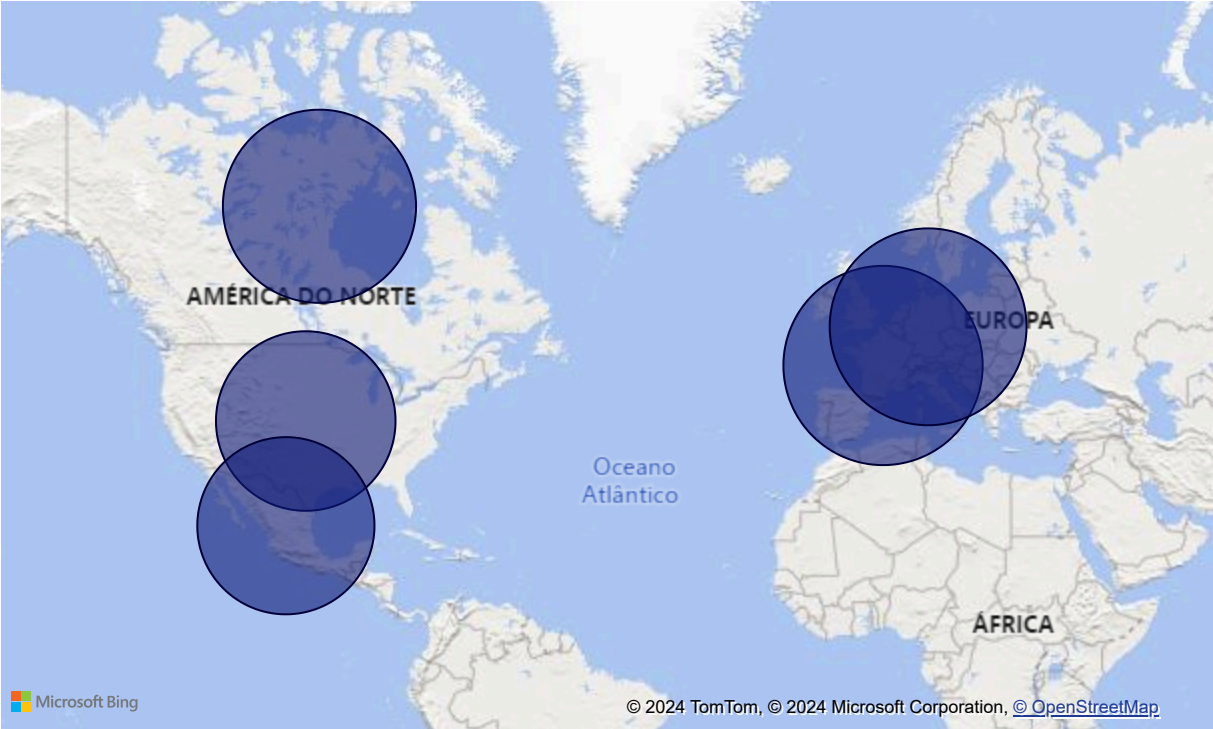 AMÉRICA DO NORTE
EUROPA
Oceano
Atlântico
ÁFRICA
Microsoft Bing
© 2024 TomTom, © 2024 Microsoft Corporation, © OpenStreetMap